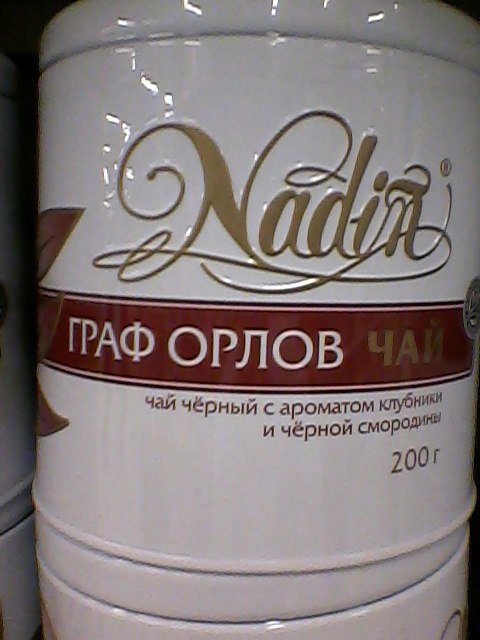 Nadin®
ГРАФ ОРЛОВ ЧАЙ
чай чёрный с ароматом клубники
и чёрной смородины
200 г